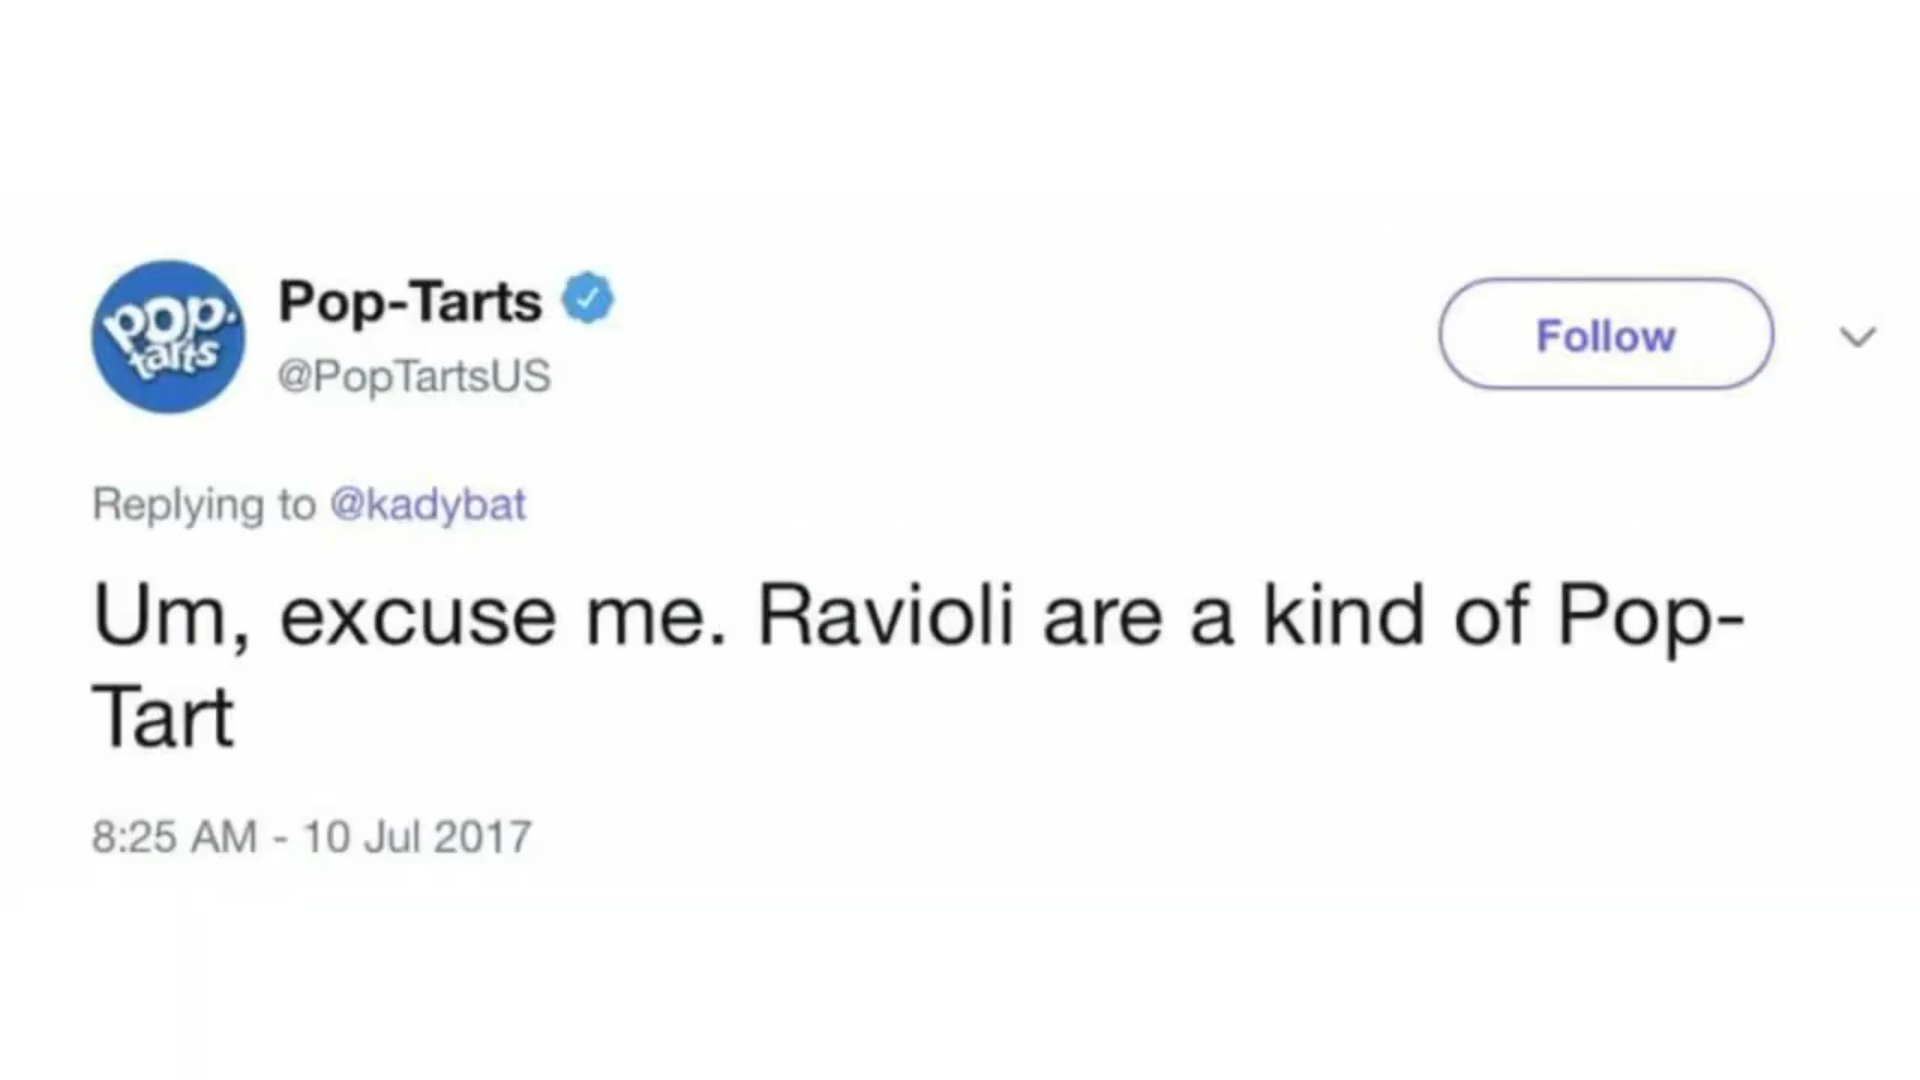 pop.
tarts
Pop-Tarts
@PopTartsUS
Follow
Replying to @kadybat
Um, excuse me. Ravioli are a kind of Pop-
Tart
8:25 AM - 10 Jul 2017